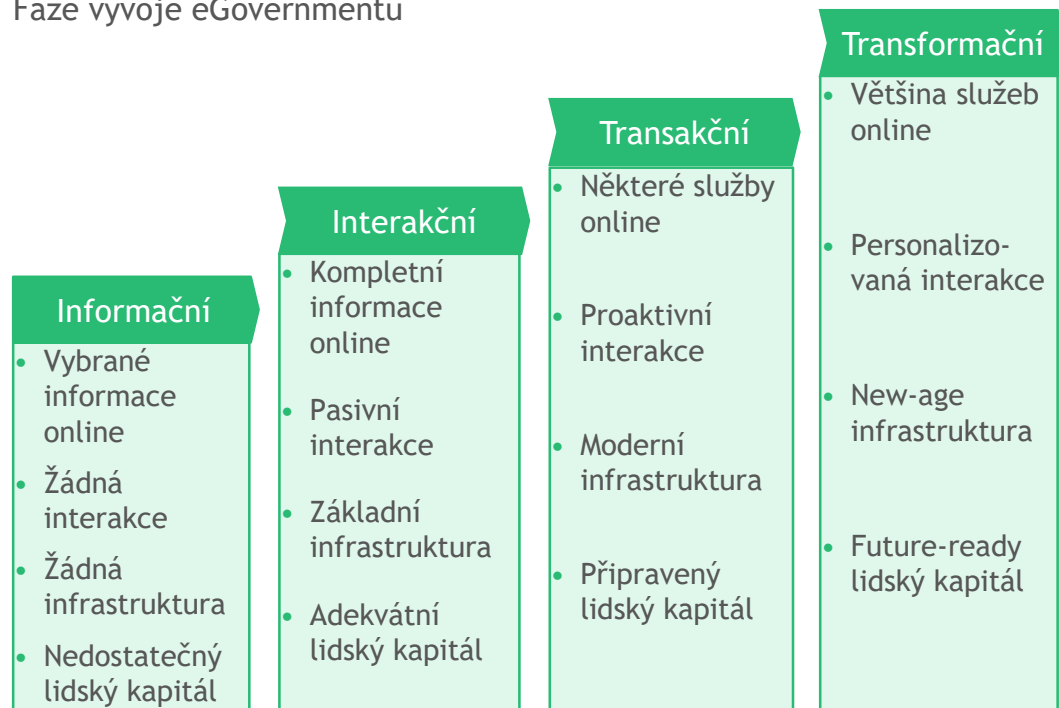 Fáze vývoje eGovernmentu
Informační
• Vybrané
informace
online
• Žádná
interakce
• Žádná
infrastruktura
• Nedostatečný
lidský kapitál
Interakční
• Kompletní
informace
online
• Pasivní
interakce
• Základní
infrastruktura
• Adekvátní
lidský kapitál
Transakční
• Některé služby
online
• Proaktivní
interakce
• Moderní
infrastruktura
• Připravený
lidský kapitál
Transformační
• Většina služeb
online
• Personalizo-
vaná interakce
• New-age
infrastruktura
• Future-ready
lidský kapitál